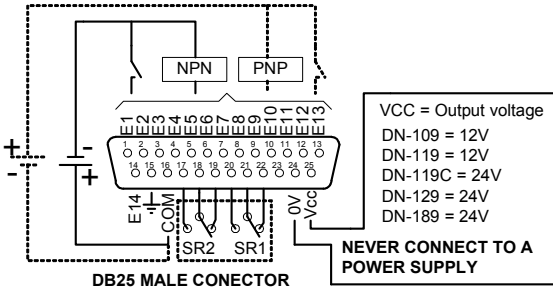 NPN
PNP
E1
E2
E3
E4
E5
E6
E7
E8
E9
E10
E11
E12
E13
1 2 3 4 5 6 7 8 9 10 11 12 13
14 15 16 17 18 19 20 21 22 23 24 25
+
-
-
+
E14
COM
0V
Vcc
SR2
SR1
DB25 MALE CONECTOR
VCC = Output voltage
DN-109 = 12V
DN-119 = 12V
DN-119C = 24V
DN-129 = 24V
DN-189 = 24V
NEVER CONNECT TO A
POWER SUPPLY